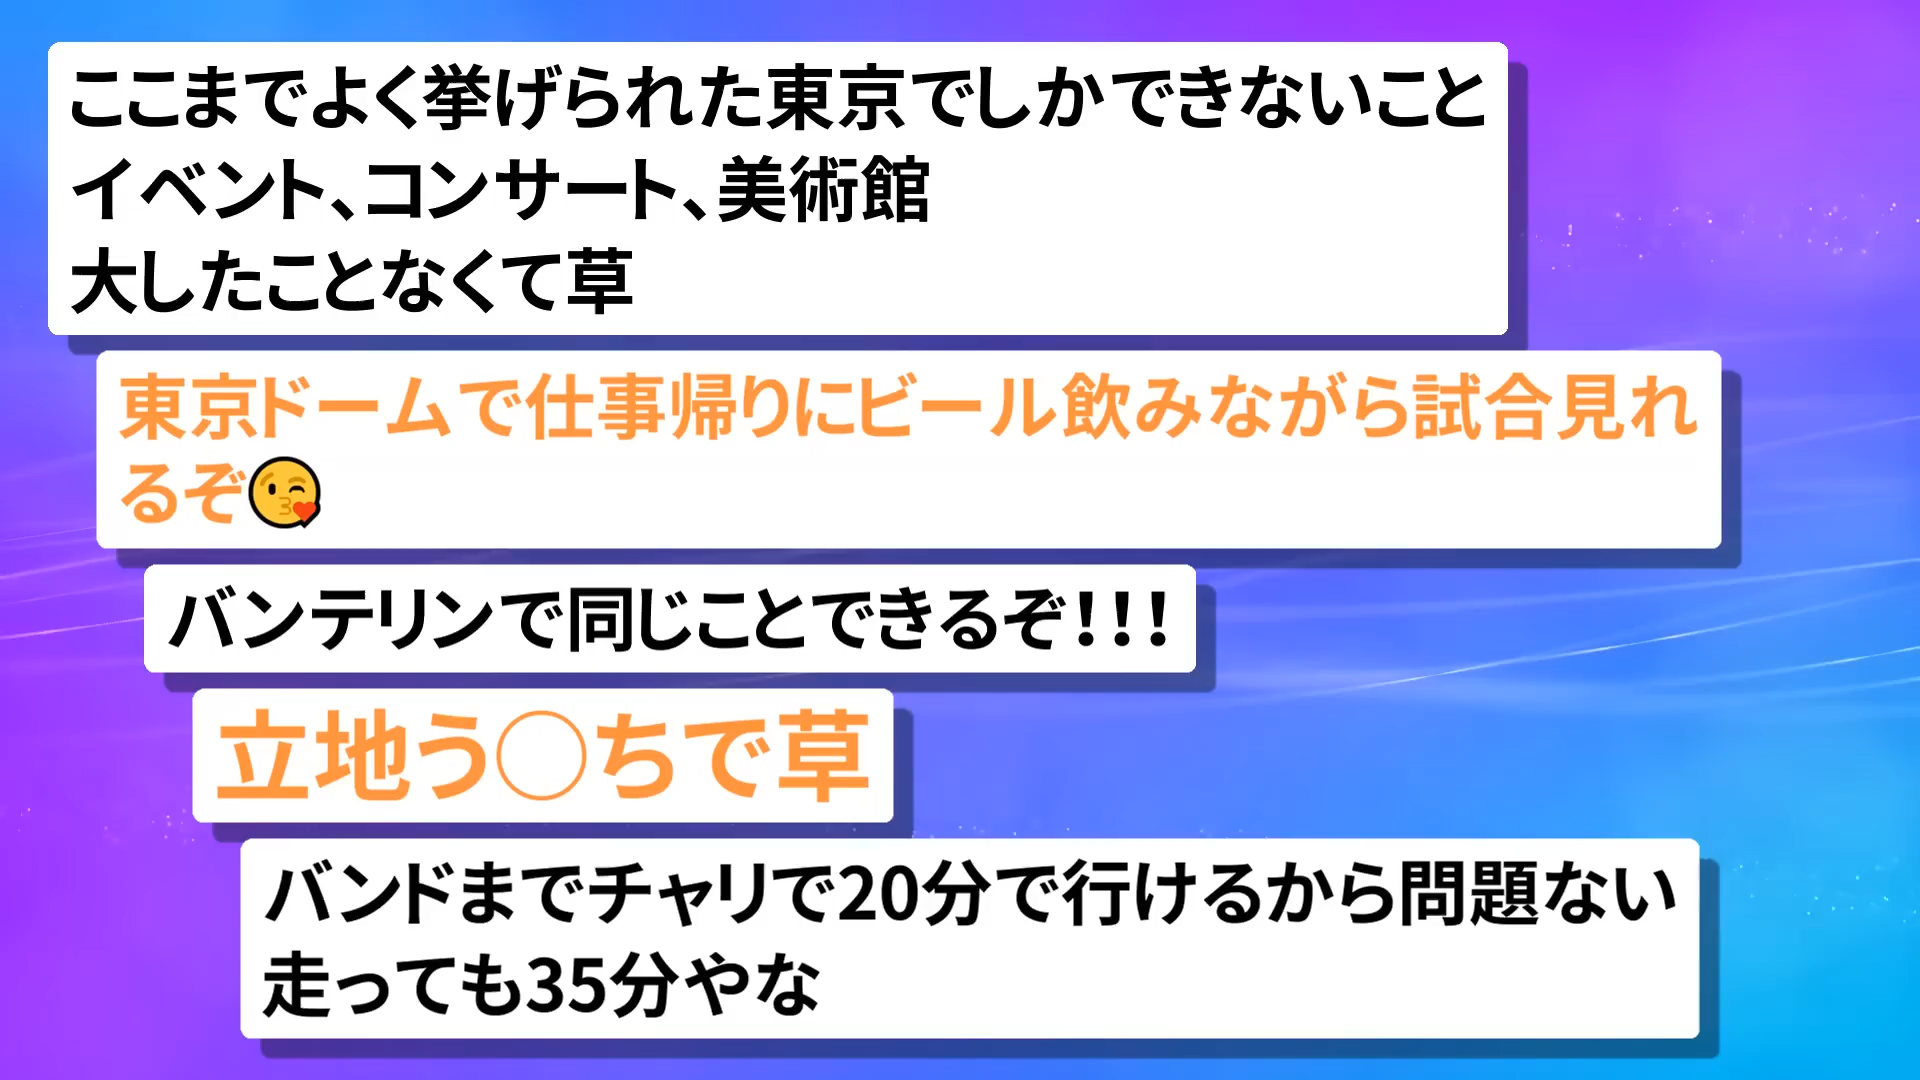 ここまでよく挙げられた東京でしかできないこと
イベント、コンサート、美術館
大したことなくて草
東京ドームで仕事帰りにビール飲みながら試合見れ
るぞ😘
バンテリンで同じことできるぞ！！！
立地う◯ちで草
バンドまでチャリで20分で行けるから問題ない
走っても35分やな